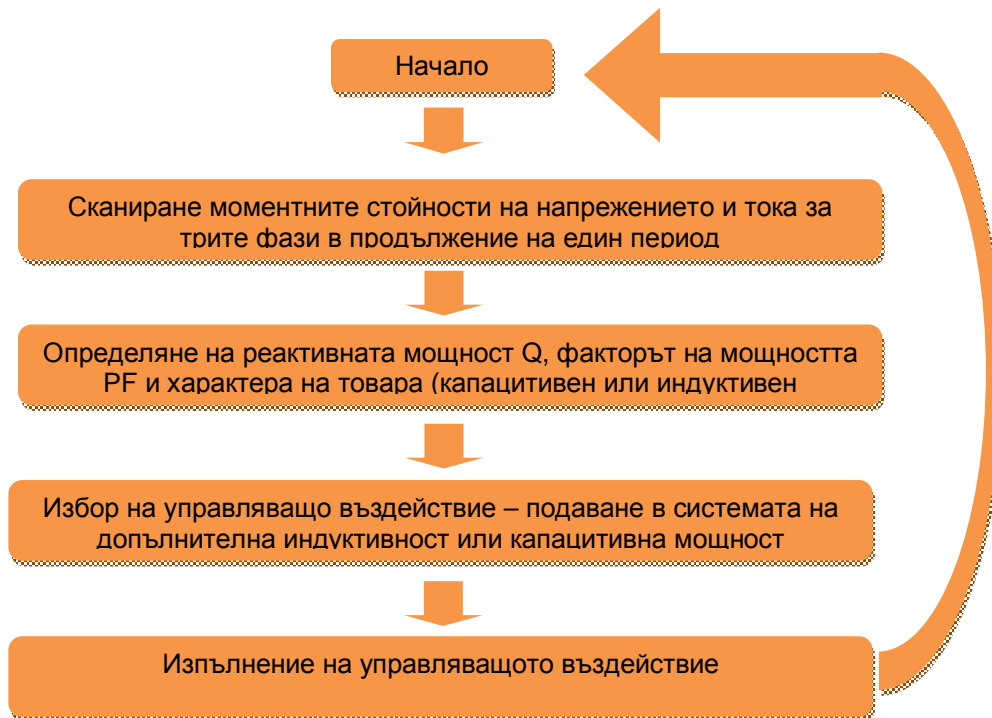 Начало
Сканиране моментните стойности на напрежението и тока за
трите фази в продължение на един период
Определяне на реактивната мощност Q, факторът на мощността
PF и характера на товара (капацитивен или индуктивен
Избор на управляващо въздействие – подаване в системата на
допълнителна индуктивност или капацитивна мощност
Изпълнение на управляващото въздействие